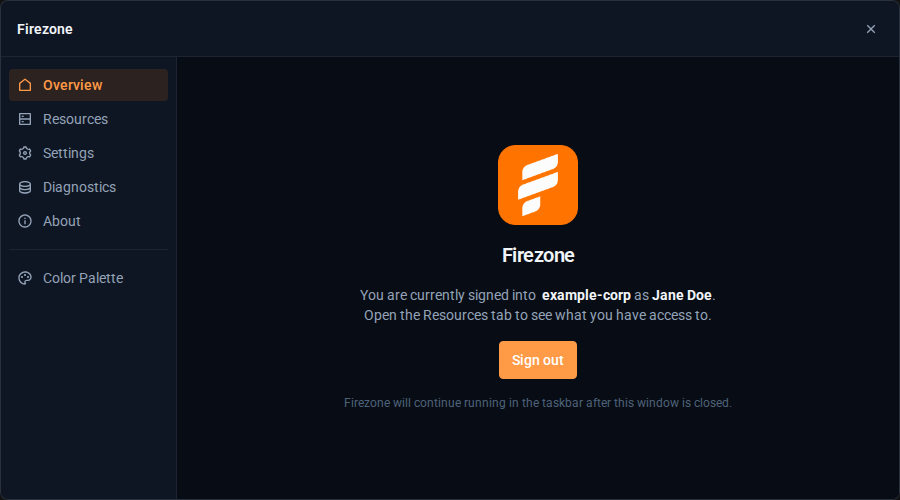 Firezone
Overview
Resources
Settings
Diagnostics
About
Color Palette
Firezone
You are currently signed into example-corp as Jane Doe.
Open the Resources tab to see what you have access to.
Sign out
Firezone will continue running in the taskbar after this window is closed.